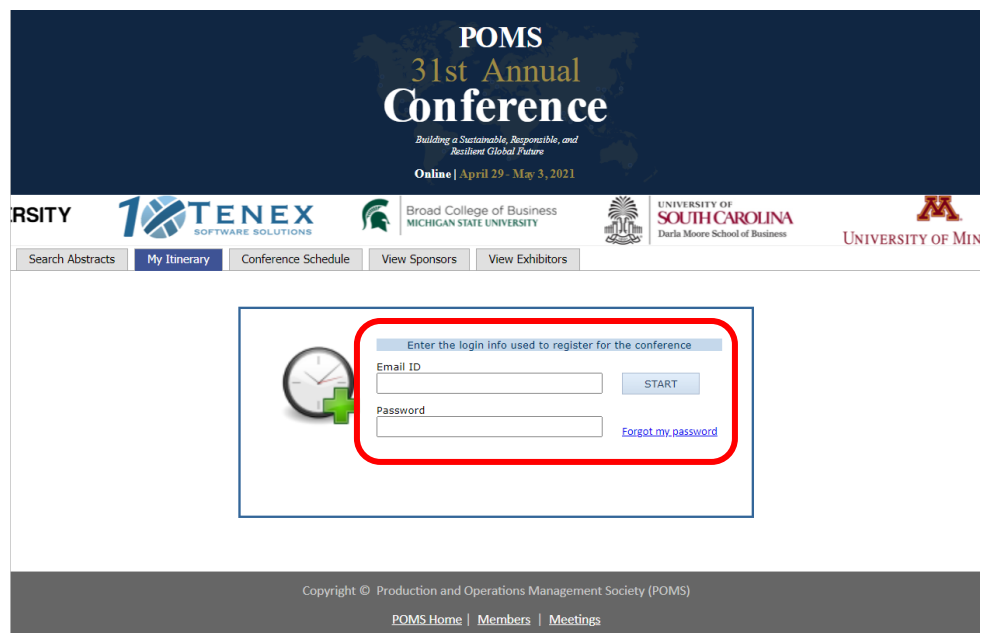 POMS
31st Annual
Conference
Building a Sustainable, Responsible, and
Resilient Global Future
Online | April 29 - May 3, 2021
ERSITY
10 TENEX
SOFTWARE SOLUTIONS
Broad College of Business
MICHIGAN STATE UNIVERSITY
UNIVERSITY OF
SOUTH CAROLINA
Darla Moore School of Business
M
UNIVERSITY OF MIN
Search Abstracts
My Itinerary
Conference Schedule
View Sponsors
View Exhibitors
Enter the login info used to register for the conference
Email ID
START
Password
Forgot my password
Copyright © Production and Operations Management Society (POMS)
POMS Home | Members | Meetings